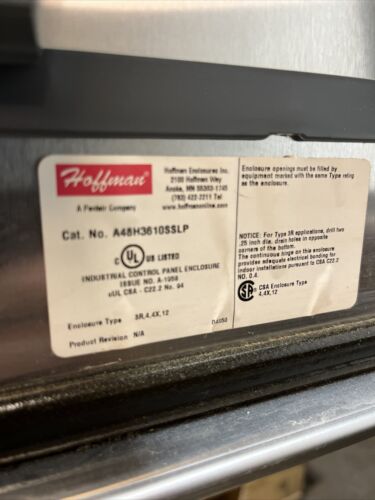 Hoffman
A Pentair Company
Hoffman Enclosures Inc.
2100 Hoffman Way
Anoka, MN 55303-1745
(763) 422-2211 Tel
www.hoffmanonline.com
Cat. No. A48H3610SSLP
c UL US LISTED
INDUSTRIAL CONTROL PANEL ENCLOSURE
ISSUE NO. A-1958
cUL CSA - C22.2 No. 94
Enclosure Type 3R,4,4X,12
Product Revision N/A
Enclosure openings must be filled by
equipment marked with the same Type rating
as the enclosure.
NOTICE: For Type 3R applications, drill two
.25 inch dia. drain holes in opposite
corners of the bottom.
The continuous hinge on this enclosure
provides adequate electrical bonding for
indoor installations pursuant to CSA C22.2
NO. 0.4.
CSA Enclosure Type
4,4X,12